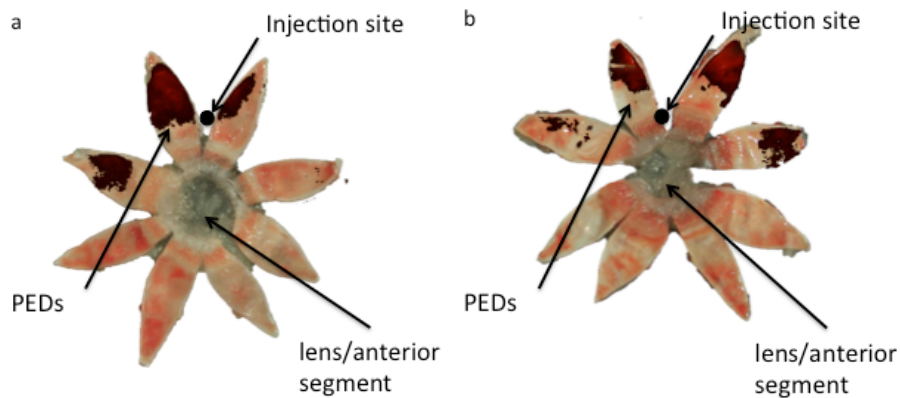 a
Injection site
PEDs
lens/anterior
segment
b
Injection site
PEDs
lens/anterior
segment